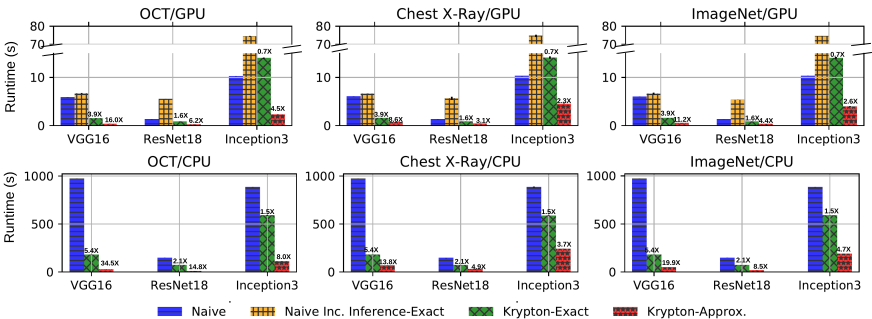 OCT/GPU
Chest X-Ray/GPU
ImageNet/GPU
Runtime (s)
80
70
10
0
3.9X
16.0X
1.6X
6.2X
0.7X
4.5X
VGG16
ResNet18
Inception3
80
70
10
0
3.9X
8.6X
1.6X
3.1X
0.7X
2.3X
VGG16
ResNet18
Inception3
80
70
10
0
3.9X
11.2X
1.6X
4.4X
0.7X
2.6X
VGG16
ResNet18
Inception3
OCT/CPU
Chest X-Ray/CPU
ImageNet/CPU
Runtime (s)
1000
500
0
5.4X
34.5X
2.1X
14.8X
1.5X
8.0X
VGG16
ResNet18
Inception3
1000
500
0
5.4X
13.8X
2.1X
4.9X
1.5X
3.7X
VGG16
ResNet18
Inception3
1000
500
0
5.4X
19.9X
2.1X
8.5X
1.5X
4.7X
VGG16
ResNet18
Inception3
Naive
Naive Inc. Inference-Exact
Krypton-Exact
Krypton-Approx.